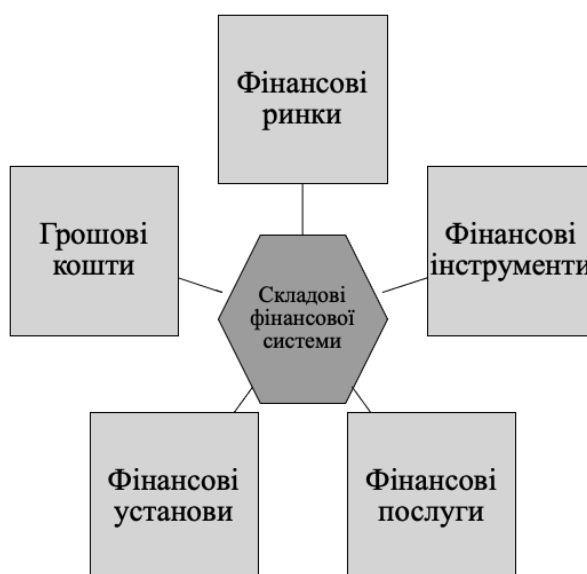 Фінансові
ринки
Грошові
кошти
Фінансові
інструменти
Складові
фінансової
системи
Фінансові
установи
Фінансові
послуги